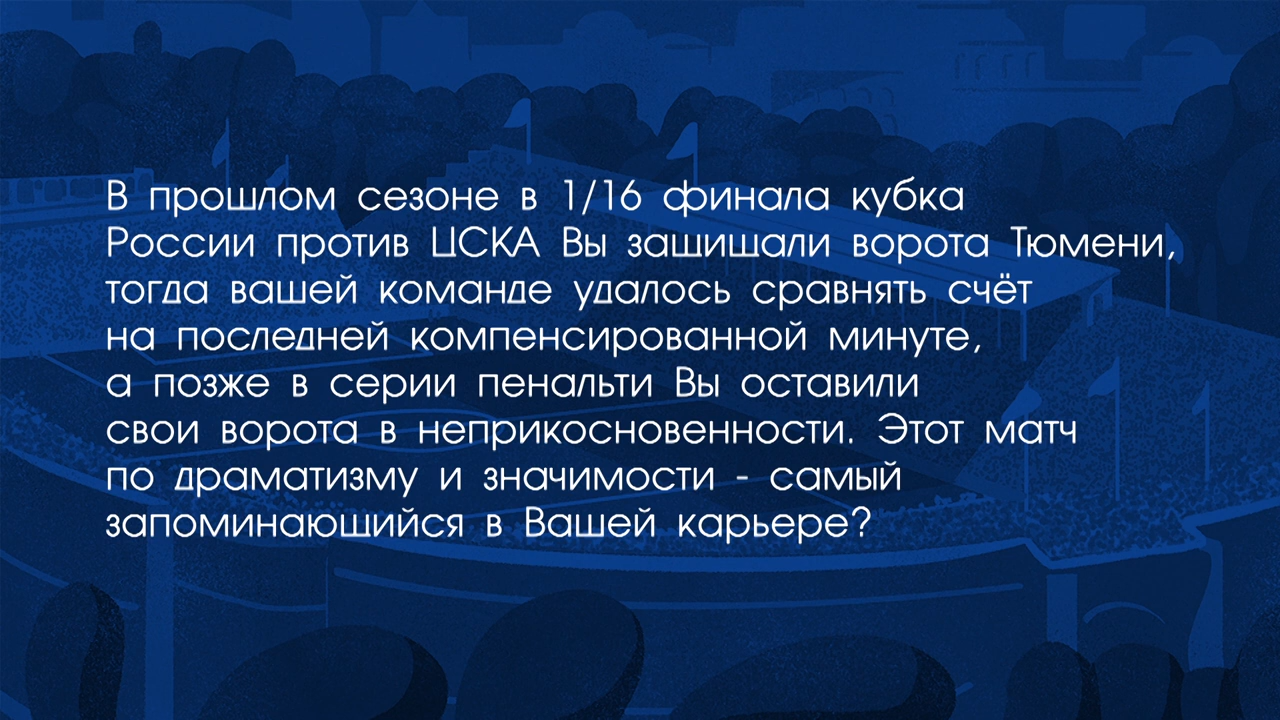 В прошлом сезоне в 1/16 финала кубка
России против ЦСКА Вы защищали ворота Тюмени,
тогда вашей команде удалось сравнять счёт
на последней компенсированной минуте,
а позже в серии пенальти Вы оставили
свои ворота в неприкосновенности. Этот матч
по драматизму и значимости - самый
запоминающийся в Вашей карьере?